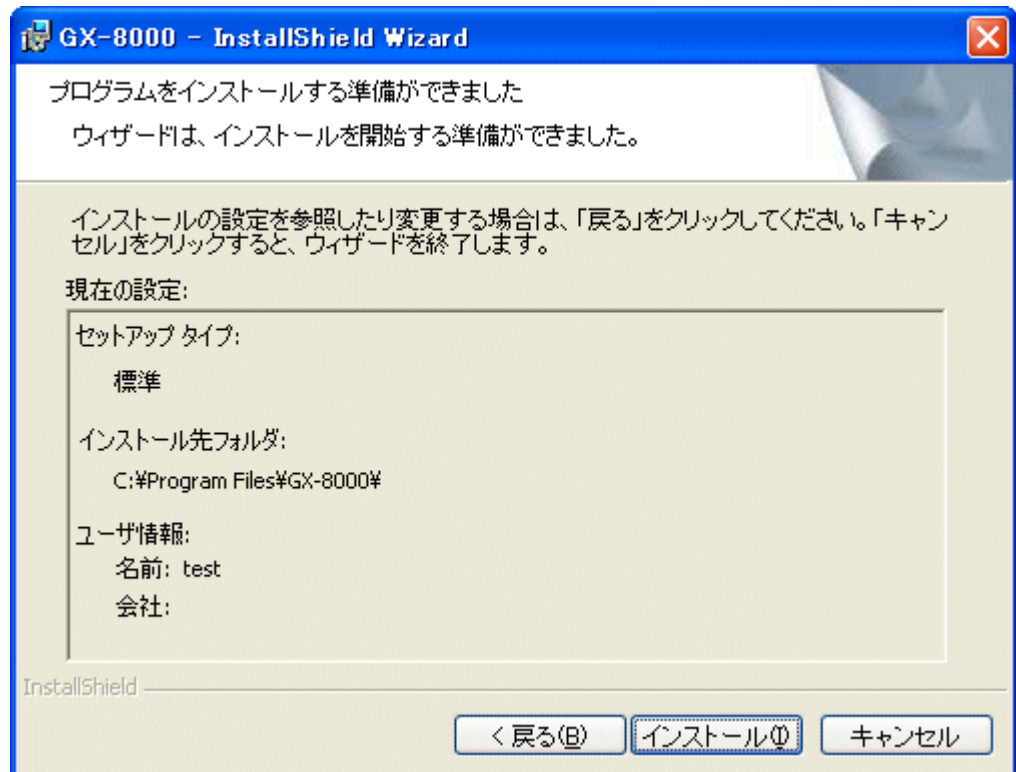 GX-8000 - InstallShield Wizard
プログラムをインストールする準備ができました
ウィザードは、インストールを開始する準備ができました。
インストールの設定を参照したり変更する場合は、「戻る」をクリックしてください。「キャン
セル」をクリックすると、ウィザードを終了します。
現在の設定:
セットアップ タイプ:
標準
インストール先フォルダ:
C:¥Program Files¥GX-8000¥
ユーザ情報:
名前: test
会社:
InstallShield
< 戻る(B)
インストール(I)
キャンセル